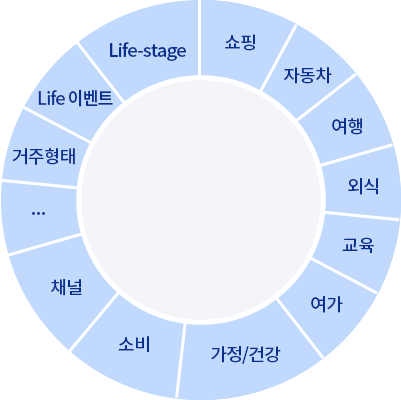 쇼핑
자동차
여행
외식
교육
여가
가정/건강
소비
채널
...
거주형태
Life 이벤트
Life-stage